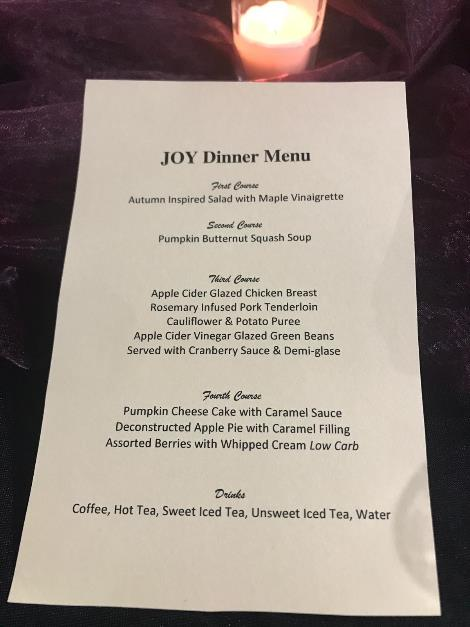 JOY Dinner Menu
First Course
Autumn Inspired Salad with Maple Vinaigrette
Second Course
Pumpkin Butternut Squash Soup
Third Course
Apple Cider Glazed Chicken Breast
Rosemary Infused Pork Tenderloin
Cauliflower & Potato Puree
Apple Cider Vinegar Glazed Green Beans
Served with Cranberry Sauce & Demi-glase
Fourth Course
Pumpkin Cheese Cake with Caramel Sauce
Deconstructed Apple Pie with Caramel Filling
Assorted Berries with Whipped Cream Low Carb
Drinks
Coffee, Hot Tea, Sweet Iced Tea, Unsweet Iced Tea, Water